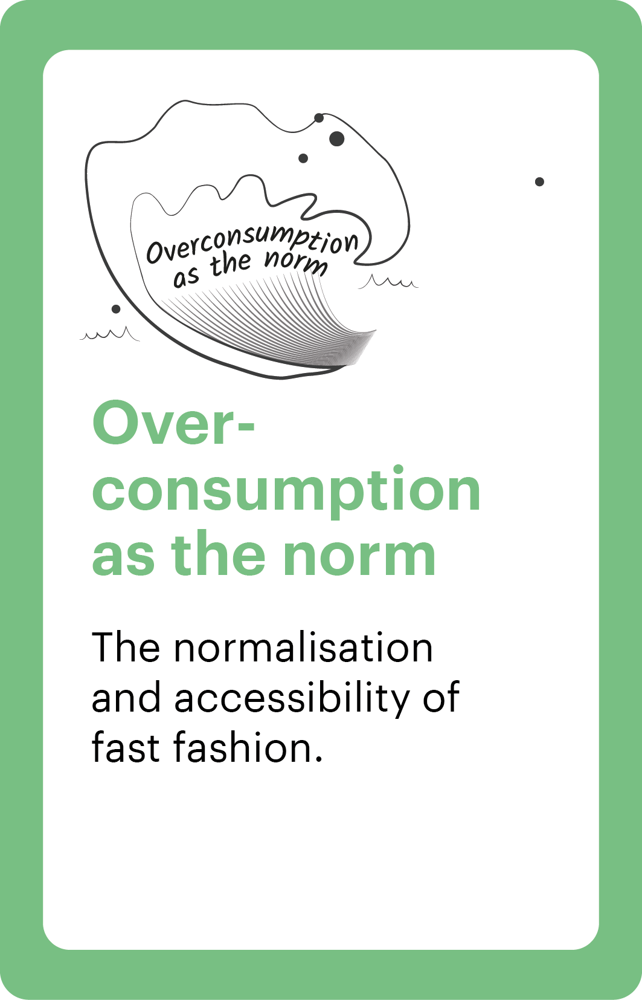 Overconsumption
as the norm
Over-
consumption
as the norm
The normalisation
and accessibility of
fast fashion.